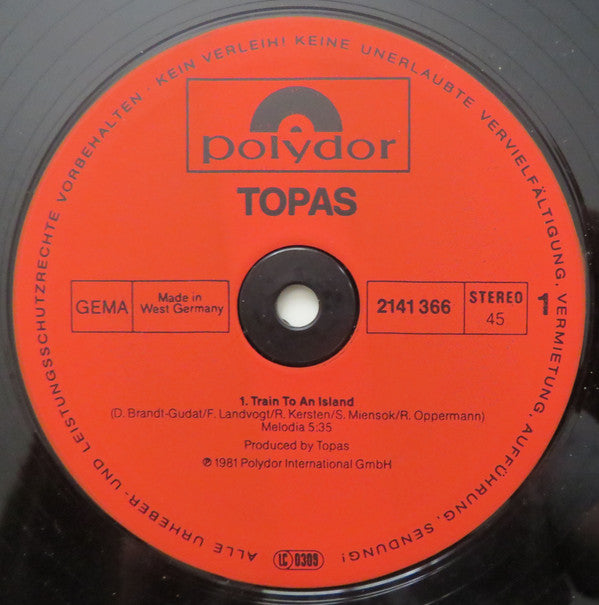 ALLE URHEBER- UND LEISTUNGSSCHUTZRECHTE VORBEHALTEN · KEIN VERLEIH! KEINE UNERLAUBTE VERVIELFÄLTIGUNG, VERMIETUNG, AUFFÜHRUNG, SENDUNG!
polydor
TOPAS
GEMA
Made in
West Germany
2141 366
STEREO
45
1
1. Train To An Island
(D. Brandt-Gudat/F. Landvogt/R. Kersten/S. Miensok/R. Oppermann)
Melodia 5:35
Produced by Topas
℗ 1981 Polydor International GmbH
LC 0309